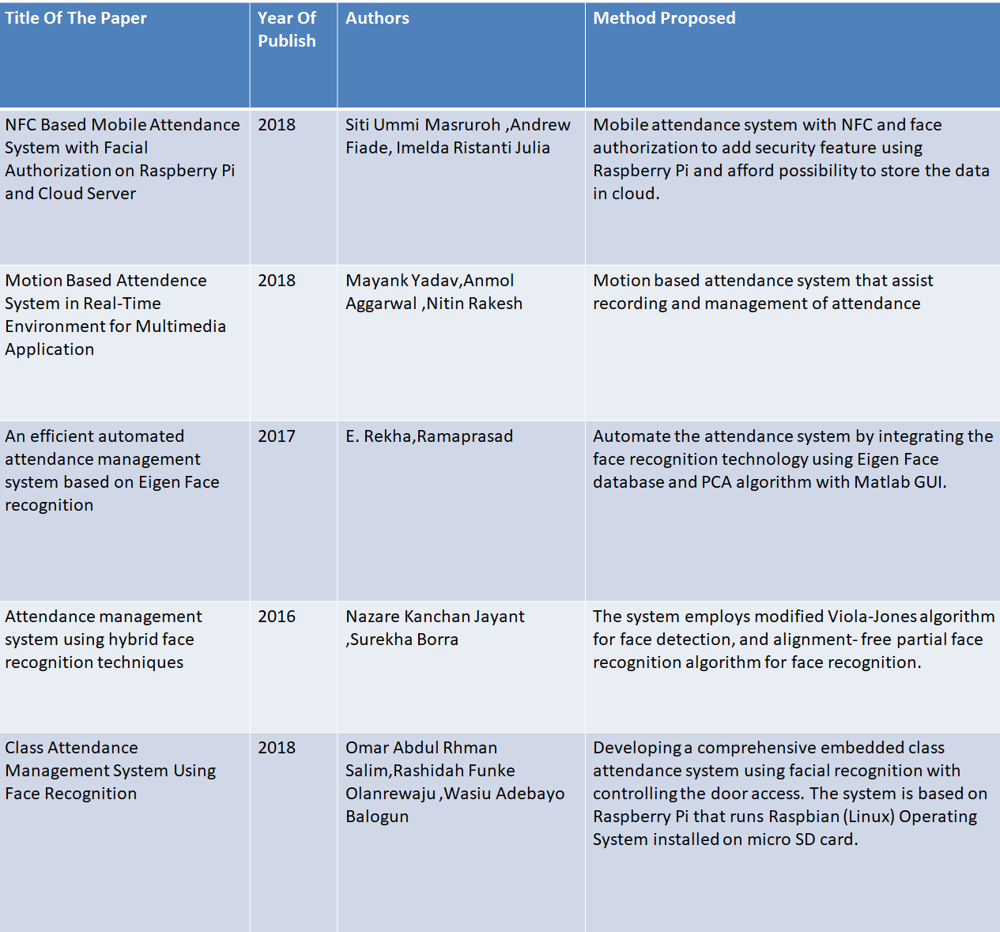 Title Of The Paper
Year Of
Publish
Authors
Method Proposed
NFC Based Mobile Attendance
System with Facial
Authorization on Raspberry Pi
and Cloud Server
2018
Siti Ummi Masruroh ,Andrew
Fiade, Imelda Ristanti Julia
Mobile attendance system with NFC and face
authorization to add security feature using
Raspberry Pi and afford possibility to store the data
in cloud.
Motion Based Attendence
System in Real-Time
Environment for Multimedia
Application
2018
Mayank Yadav,Anmol
Aggarwal ,Nitin Rakesh
Motion based attendance system that assist
recording and management of attendance
An efficient automated
attendance management
system based on Eigen Face
recognition
2017
E. Rekha,Ramaprasad
Automate the attendance system by integrating the
face recognition technology using Eigen Face
database and PCA algorithm with Matlab GUI.
Attendance management
system using hybrid face
recognition techniques
2016
Nazare Kanchan Jayant
,Surekha Borra
The system employs modified Viola-Jones algorithm
for face detection, and alignment- free partial face
recognition algorithm for face recognition.
Class Attendance
Management System Using
Face Recognition
2018
Omar Abdul Rhman
Salim,Rashidah Funke
Olanrewaju ,Wasiu Adebayo
Balogun
Developing a comprehensive embedded class
attendance system using facial recognition with
controlling the door access. The system is based on
Raspberry Pi that runs Raspbian (Linux) Operating
System installed on micro SD card.